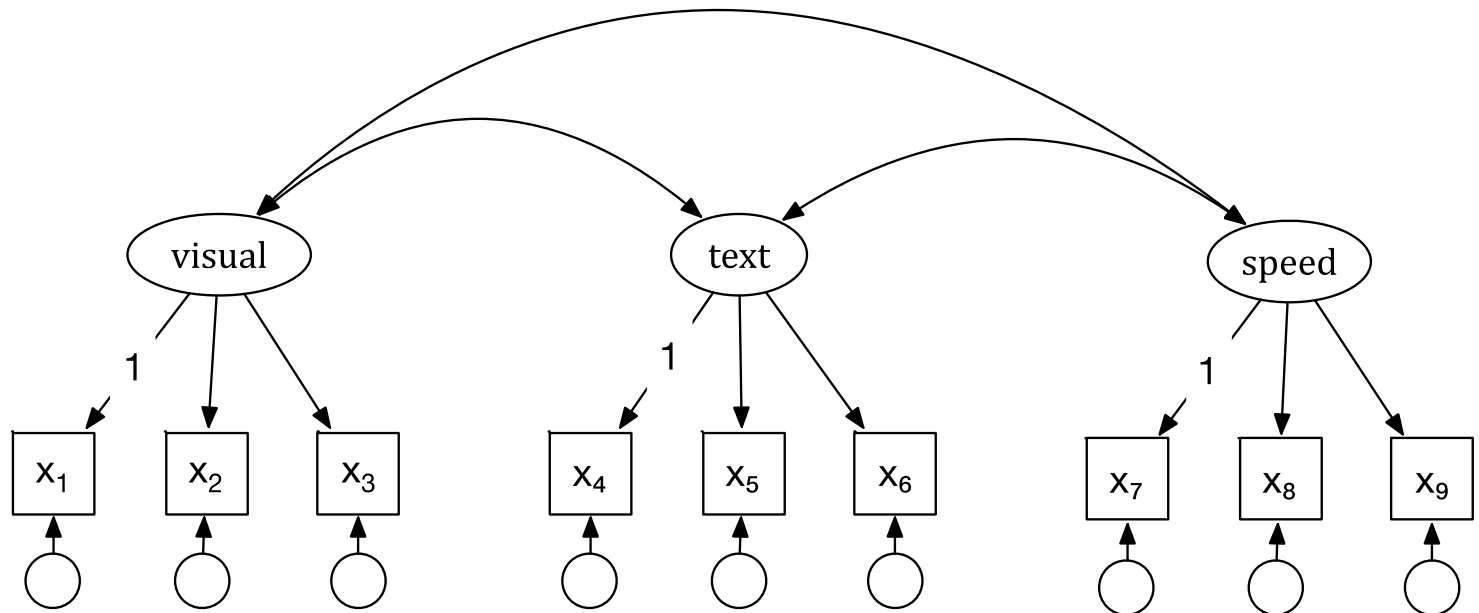 visual text speed
1 1 1
x₁ x₂ x₃ x₄ x₅ x₆ x₇ x₈ x₉